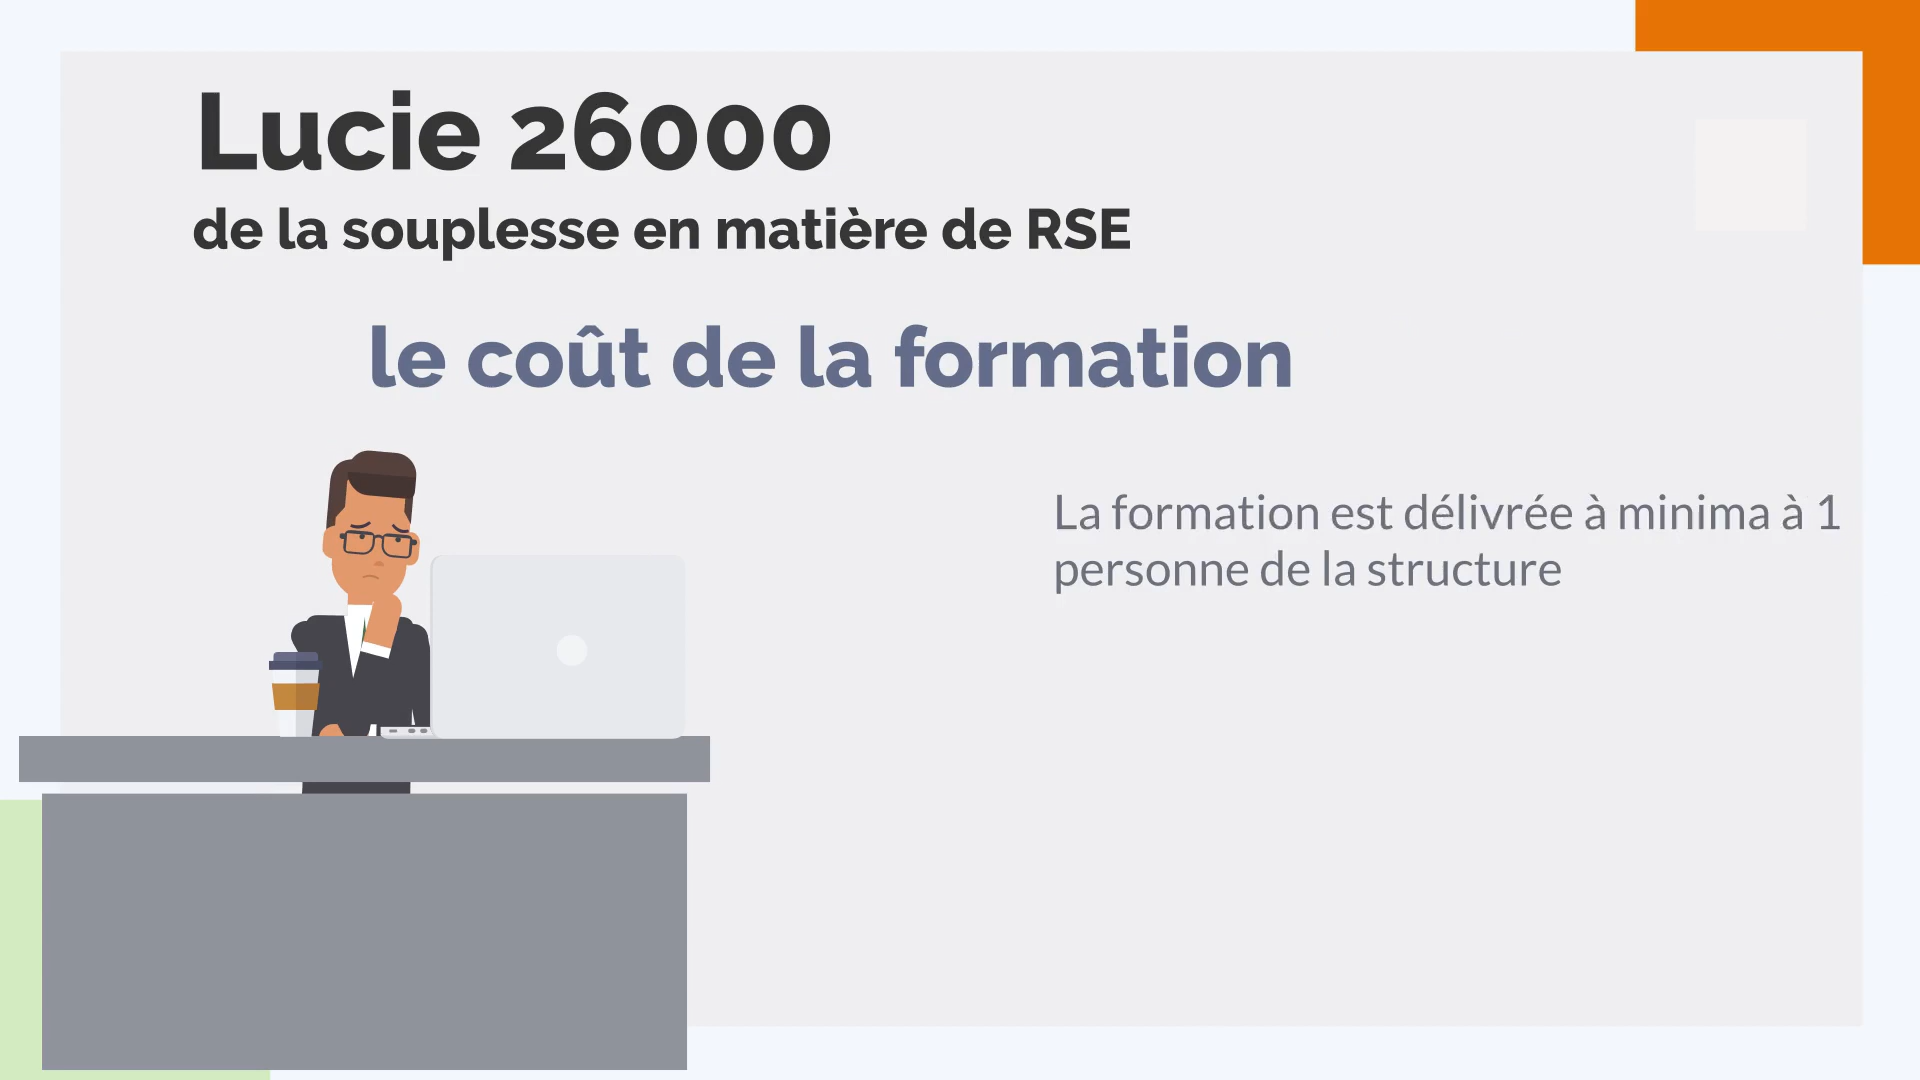 Lucie 26000
de la souplesse en matière de RSE
le coût de la formation
La formation est délivrée à minima à 1
personne de la structure